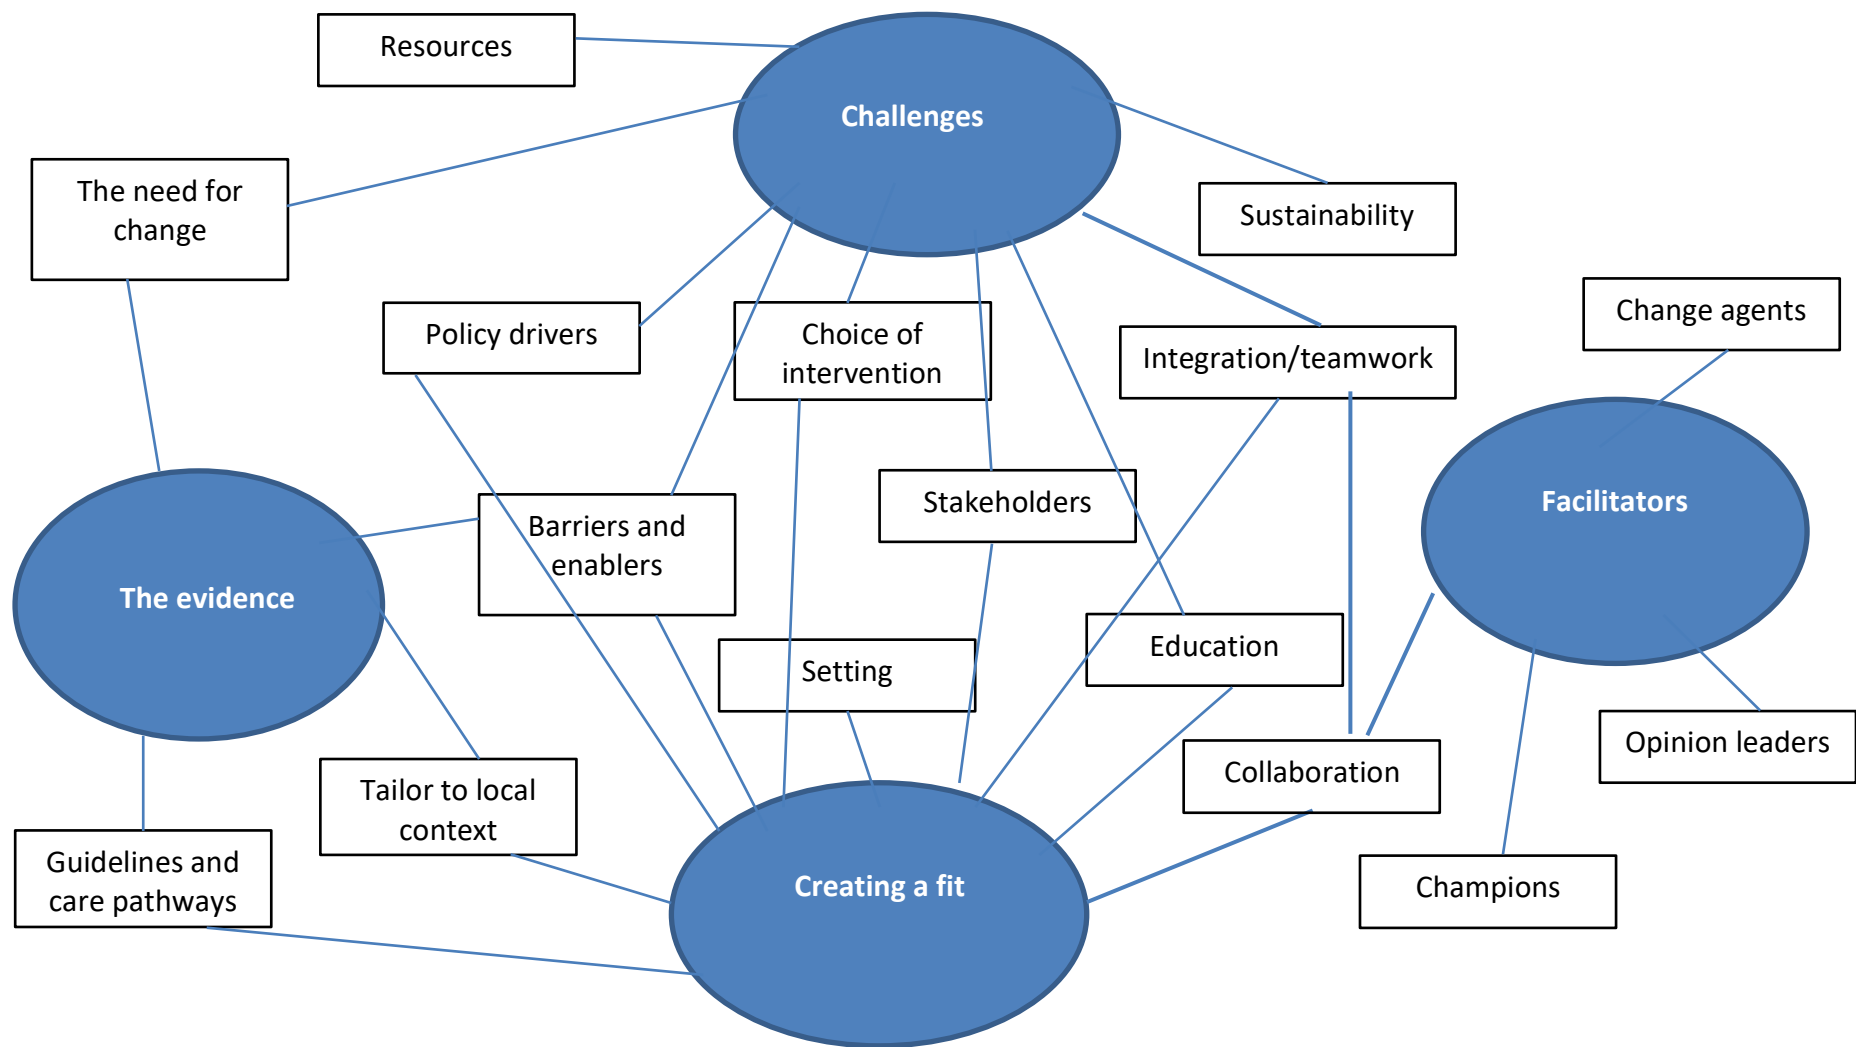 Resources
Challenges
The need for
change
Sustainability
Change agents
Policy drivers
Choice of
intervention
Integration/teamwork
Stakeholders
Facilitators
Barriers and
enablers
The evidence
Education
Setting
Opinion leaders
Collaboration
Tailor to local
context
Guidelines and
care pathways
Creating a fit
Champions